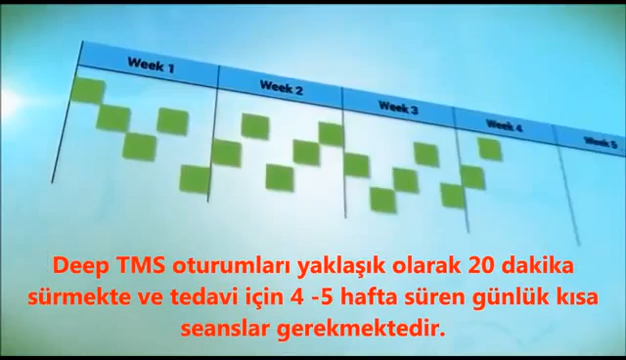 Week 1
Week 2
Week 3
Week 4
Week 5
Deep TMS oturumları yaklaşık olarak 20 dakika
sürmekte ve tedavi için 4 -5 hafta süren günlük kısa
seanslar gerekmektedir.